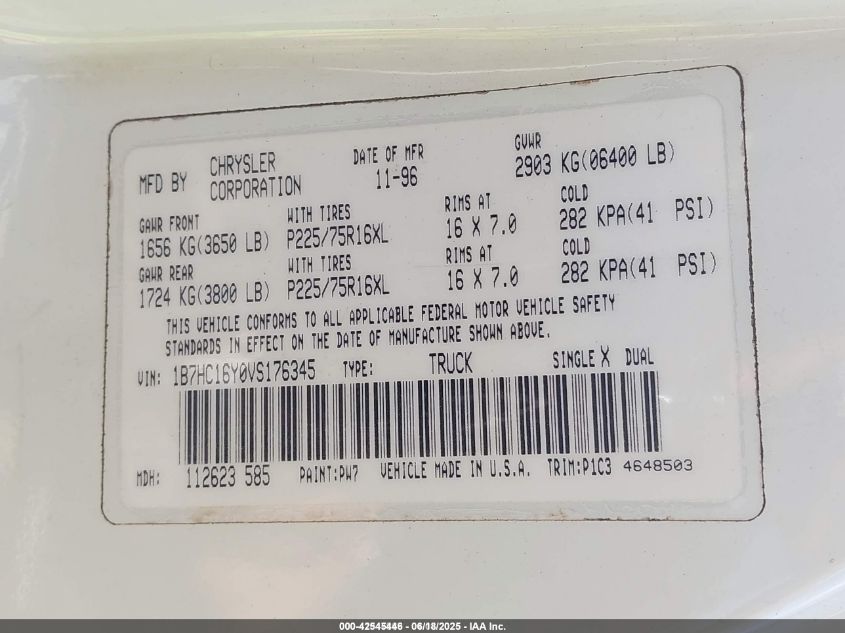 MFD BY CHRYSLER CORPORATION DATE OF MFR 11-96 GVWR 2903 KG(06400 LB)
GAWR FRONT WITH TIRES RIMS AT COLD
1656 KG(3650 LB) P225/75R16XL 16 X 7.0 282 KPA(41 PSI)
GAWR REAR WITH TIRES RIMS AT COLD
1724 KG(3800 LB) P225/75R16XL 16 X 7.0 282 KPA(41 PSI)
THIS VEHICLE CONFORMS TO ALL APPLICABLE FEDERAL MOTOR VEHICLE SAFETY
STANDARDS IN EFFECT ON THE DATE OF MANUFACTURE SHOWN ABOVE.
VIN: 1B7HC16Y0VS176345 TYPE: TRUCK SINGLE X DUAL
MDH: 112623 585 PAINT:PW7 VEHICLE MADE IN U.S.A. TRIM:P1C3 4648503
000-42545446 - 06/18/2025 - IAA Inc.